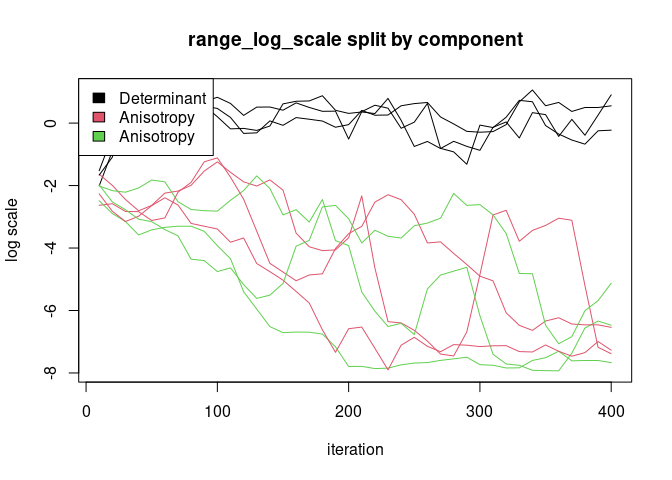 range_log_scale split by component
Determinant
Anisotropy
Anisotropy
log scale
0
-2
-4
-6
-8
0 100 200 300 400
iteration